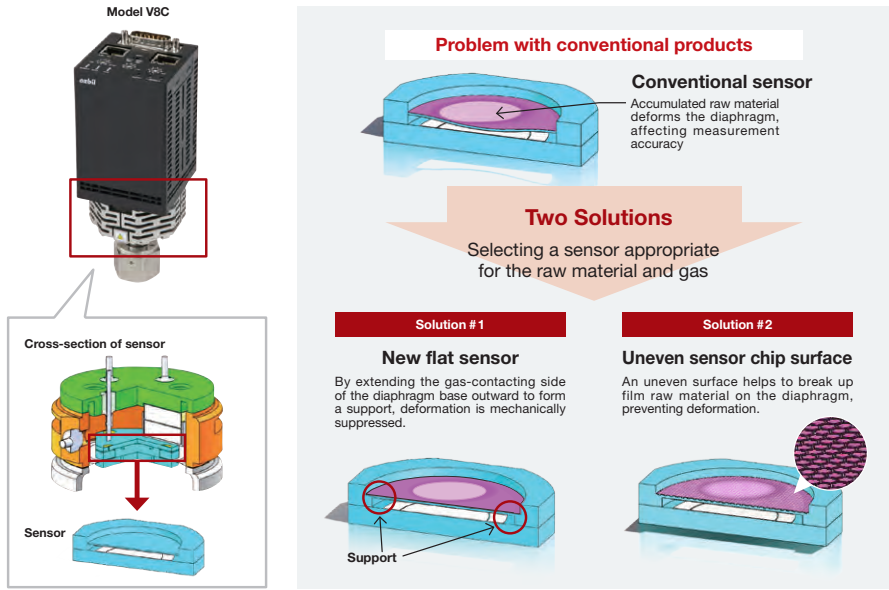 Model V8C
azbil
Cross-section of sensor
Sensor
Problem with conventional products
Conventional sensor
Accumulated raw material
deforms the diaphragm,
affecting measurement
accuracy
Two Solutions
Selecting a sensor appropriate
for the raw material and gas
Solution #1
New flat sensor
By extending the gas-contacting side
of the diaphragm base outward to form
a support, deformation is mechanically
suppressed.
Support
Solution #2
Uneven sensor chip surface
An uneven surface helps to break up
film raw material on the diaphragm,
preventing deformation.